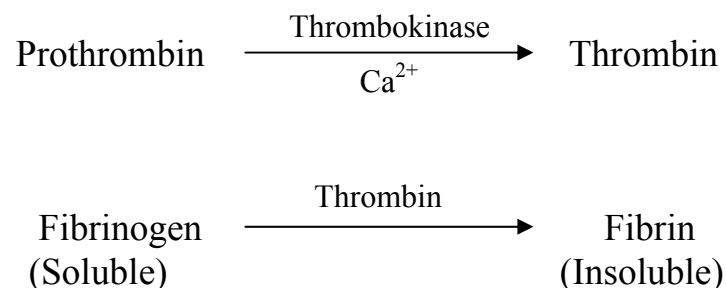 Thrombokinase
Prothrombin Thrombin
Ca²⁺
Thrombin
Fibrinogen Fibrin
(Soluble) (Insoluble)